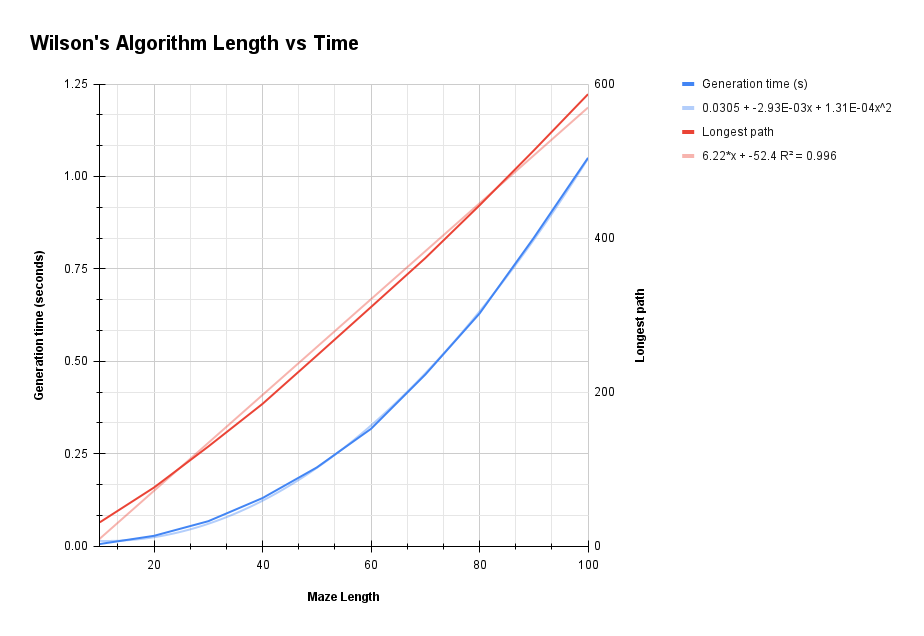 Wilson's Algorithm Length vs Time
Generation time (seconds)
1.25
1.00
0.75
0.50
0.25
0.00
600
400
200
0
Longest path
20 40 60 80 100
Maze Length
Generation time (s)
0.0305 + -2.93E-03x + 1.31E-04x^2
Longest path
6.22*x + -52.4 R² = 0.996